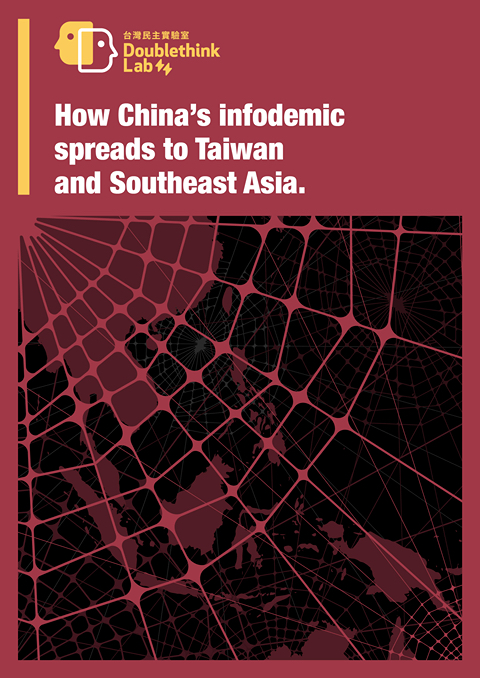 台灣民主實驗室
Doublethink
Lab
How China’s infodemic
spreads to Taiwan
and Southeast Asia.